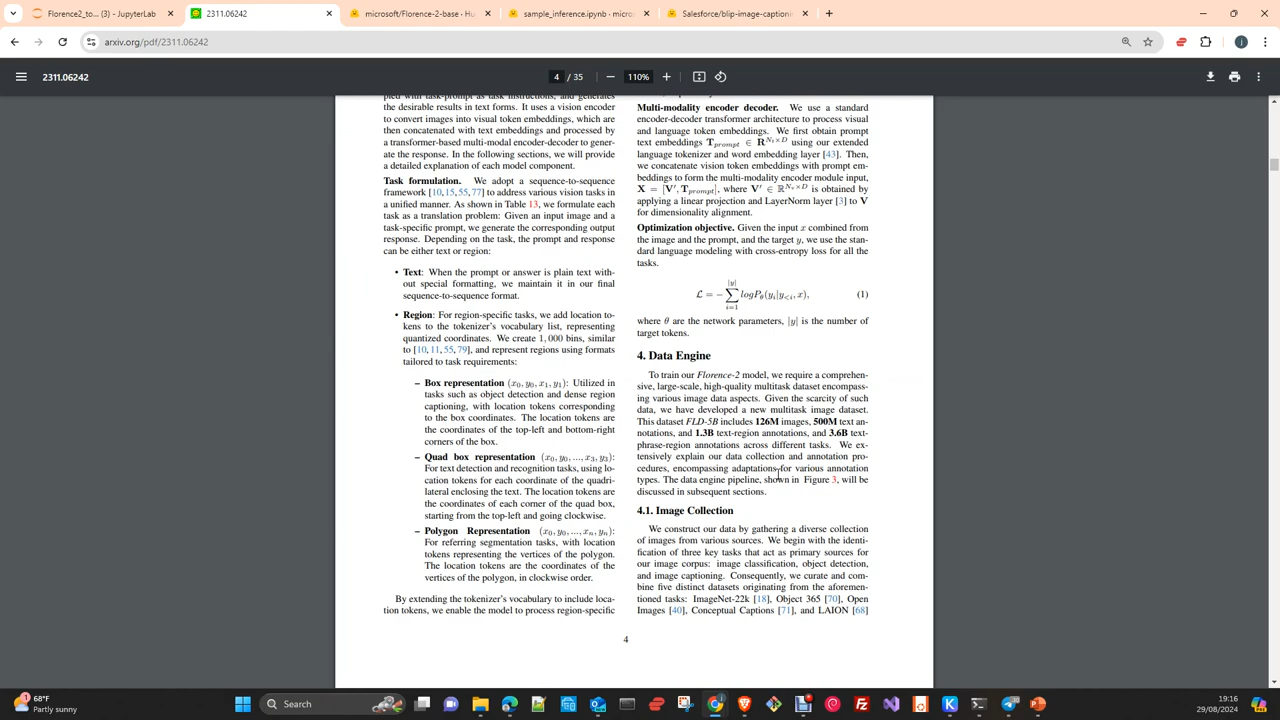 Florence2_to... (3) - JupyterLab
2311.06242
microsoft/Florence-2-base · Hu
sample_inference.ipynb · micros
Salesforce/blip-image-captionin
arxiv.org/pdf/2311.06242
2311.06242
4 / 35
110%
pled with task-prompt as task instructions, and generates
the desirable results in text forms. It uses a vision encoder
to convert images into visual token embeddings, which are
then concatenated with text embeddings and processed by
a transformer-based multi-modal encoder-decoder to gener-
ate the response. In the following sections, we will provide
a detailed explanation of each model component.
Task formulation. We adopt a sequence-to-sequence
framework [10,15,55,77] to address various vision tasks in
a unified manner. As shown in Table 13, we formulate each
task as a translation problem: Given an input image and a
task-specific prompt, we generate the corresponding output
response. Depending on the task, the prompt and response
can be either text or region:
• Text: When the prompt or answer is plain text with-
out special formatting, we maintain it in our final
sequence-to-sequence format.
• Region: For region-specific tasks, we add location to-
kens to the tokenizer's vocabulary list, representing
quantized coordinates. We create 1,000 bins, similar
to [10, 11, 55, 79], and represent regions using formats
tailored to task requirements:
– Box representation (x0, y0, x1, y1): Utilized in
tasks such as object detection and dense region
captioning, with location tokens corresponding
to the box coordinates. The location tokens are
the coordinates of the top-left and bottom-right
corners of the box.
– Quad box representation (x0, y0, ..., x3, y3):
For text detection and recognition tasks, using lo-
cation tokens for each coordinate of the quadri-
lateral enclosing the text. The location tokens are
the coordinates of each corner of the quad box,
starting from the top-left and going clockwise.
– Polygon Representation (x0, y0, ..., xn, yn):
For referring segmentation tasks, with location
tokens representing the vertices of the polygon.
The location tokens are the coordinates of the
vertices of the polygon, in clockwise order.
By extending the tokenizer's vocabulary to include loca-
tion tokens, we enable the model to process region-specific
Multi-modality encoder decoder. We use a standard
encoder-decoder transformer architecture to process visual
and language token embeddings. We first obtain prompt
text embeddings Tprompt ∈ R^Nt×D using our extended
language tokenizer and word embedding layer [43]. Then,
we concatenate vision token embeddings with prompt em-
beddings to form the multi-modality encoder module input,
X = [V′, Tprompt], where V′ ∈ ℝ^Nv×D is obtained by
applying a linear projection and LayerNorm layer [3] to V
for dimensionality alignment.
Optimization objective. Given the input x combined from
the image and the prompt, and the target y, we use the stan-
dard language modeling with cross-entropy loss for all the
tasks.
ℒ = − ∑_{i=1}^{|y|} logPθ(yi|y<i, x), (1)
where θ are the network parameters, |y| is the number of
target tokens.
4. Data Engine
To train our Florence-2 model, we require a comprehen-
sive, large-scale, high-quality multitask dataset encompass-
ing various image data aspects. Given the scarcity of such
data, we have developed a new multitask image dataset.
This dataset FLD-5B includes 126M images, 500M text an-
notations, and 1.3B text-region annotations, and 3.6B text-
phrase-region annotations across different tasks. We ex-
tensively explain our data collection and annotation pro-
cedures, encompassing adaptations for various annotation
types. The data engine pipeline, shown in Figure 3, will be
discussed in subsequent sections.
4.1. Image Collection
We construct our data by gathering a diverse collection
of images from various sources. We begin with the identi-
fication of three key tasks that act as primary sources for
our image corpus: image classification, object detection,
and image captioning. Consequently, we curate and com-
bine five distinct datasets originating from the aforemen-
tioned tasks: ImageNet-22k [18], Object 365 [70], Open
Images [40], Conceptual Captions [71], and LAION [68]
4
68°F
Partly sunny
Search
19:16
29/08/2024